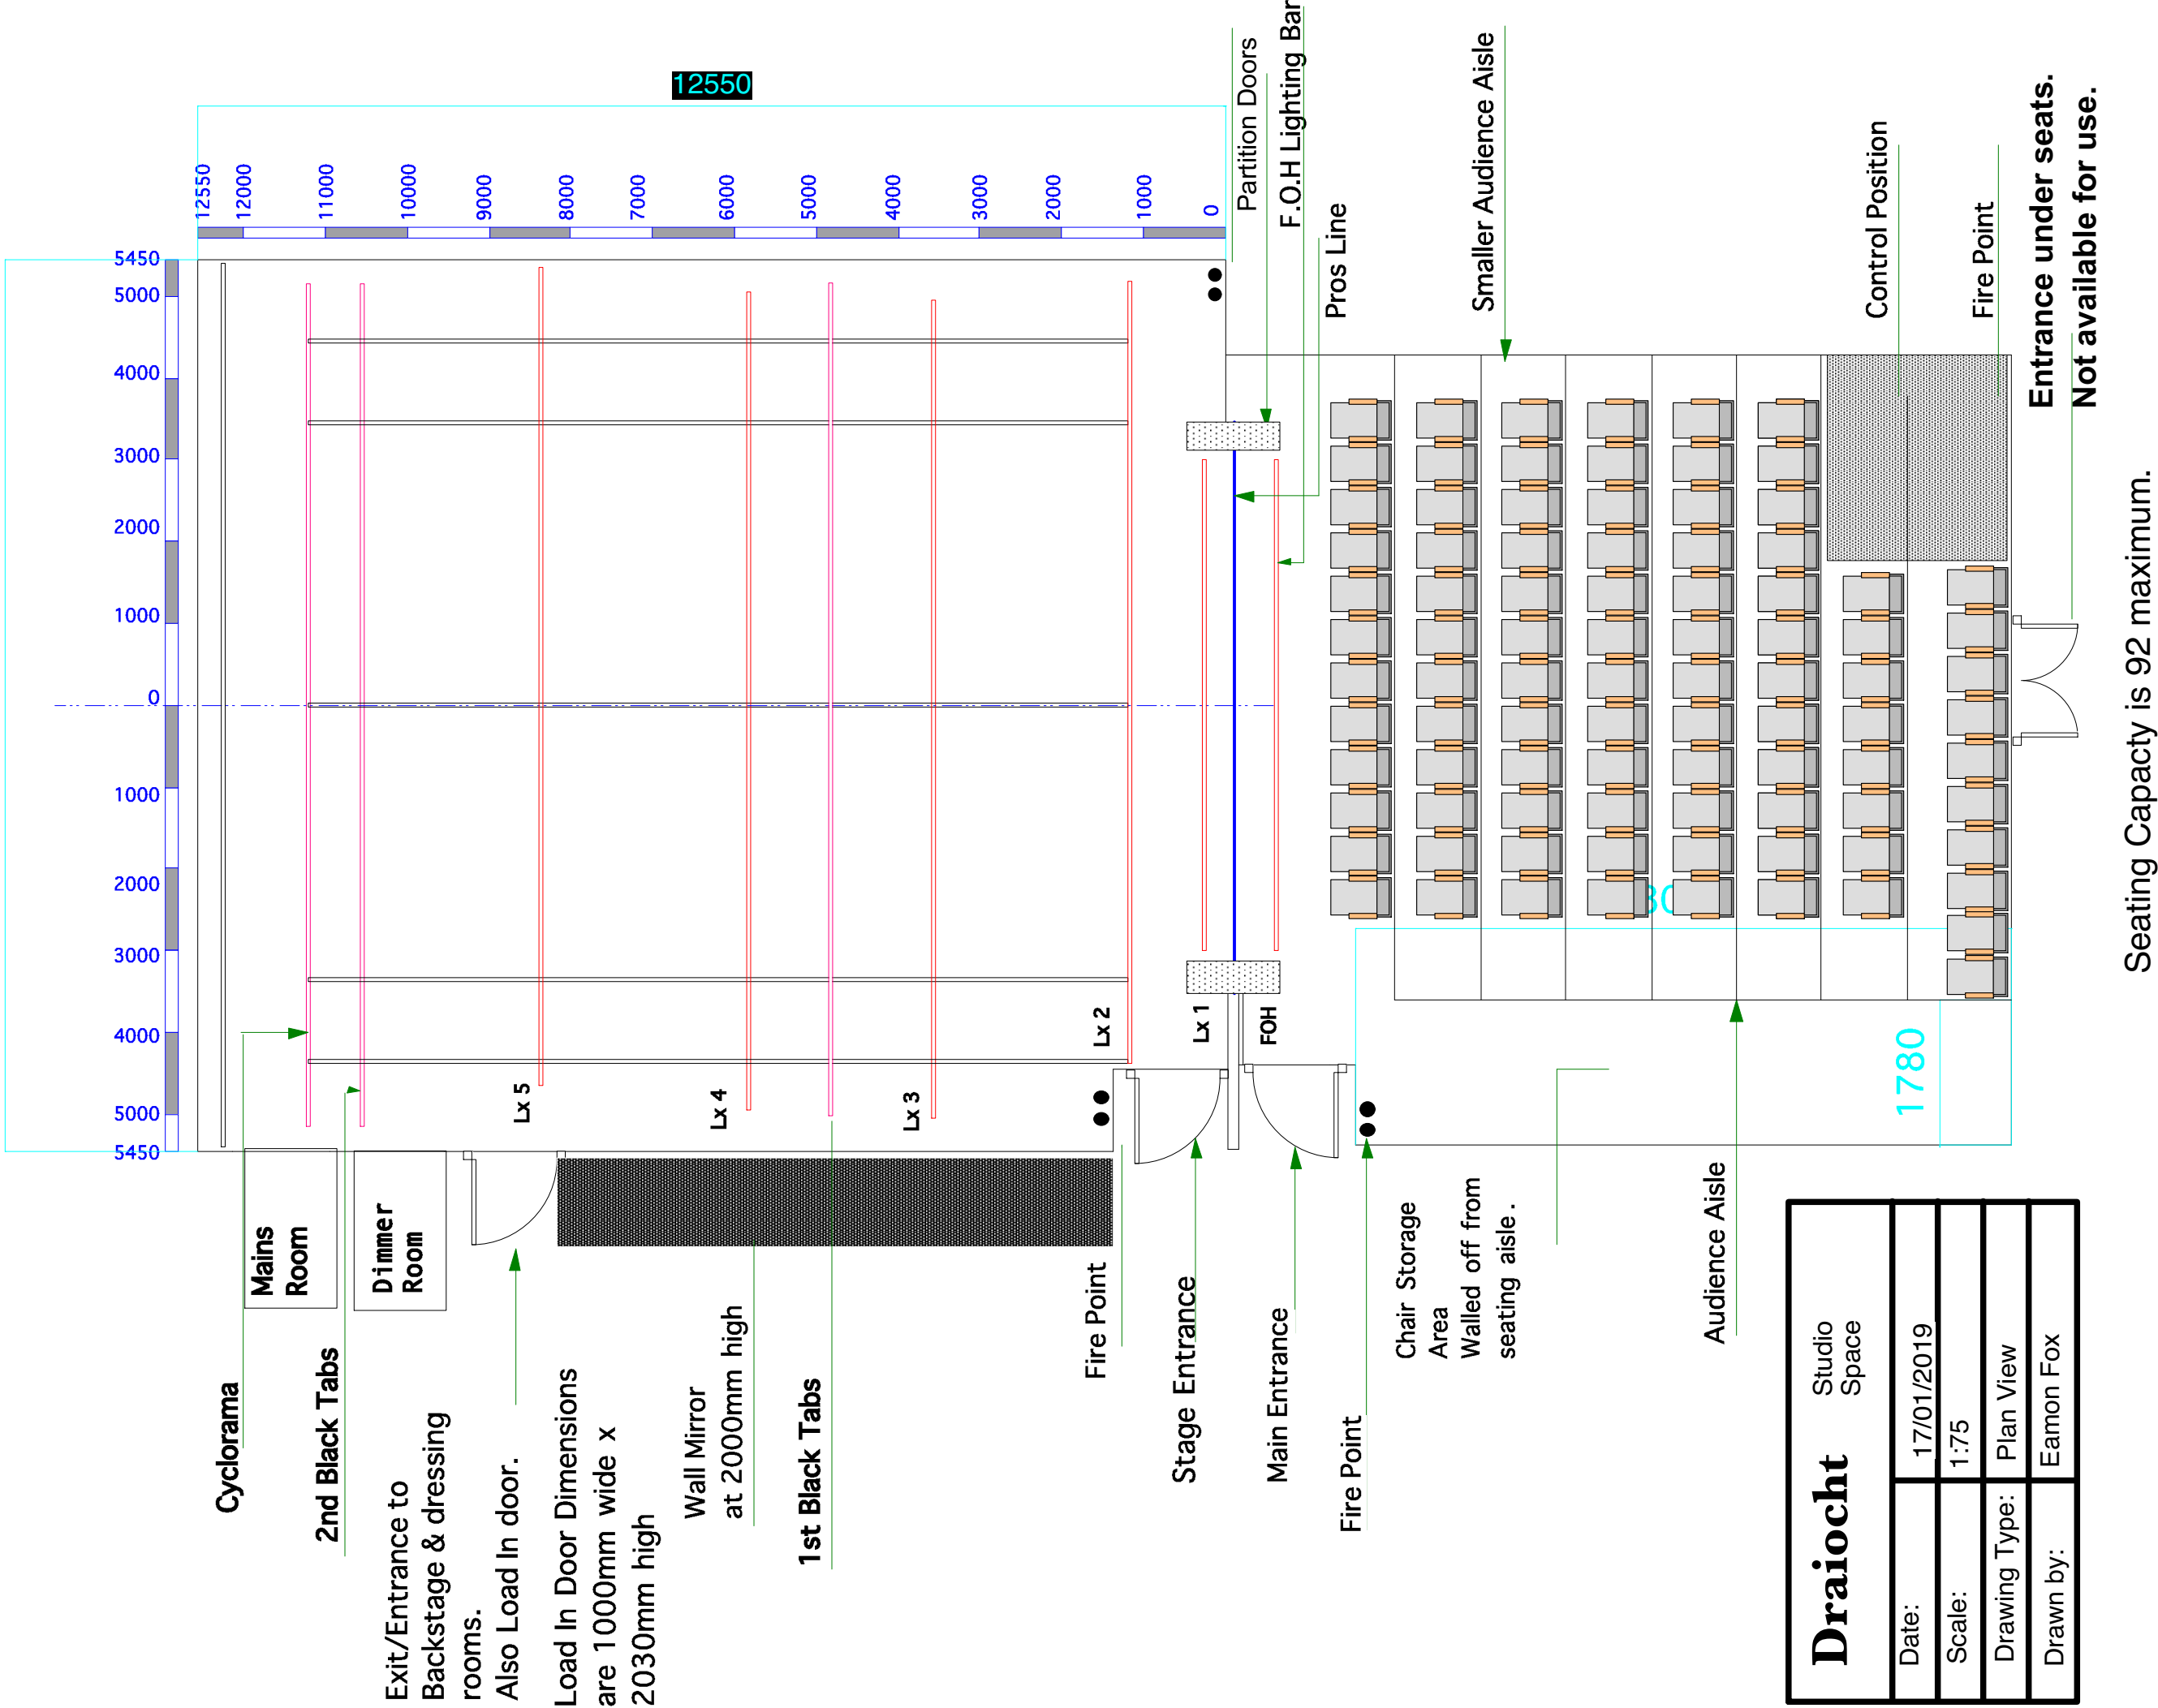 12550
12550
12000
11000
10000
9000
8000
7000
6000
5000
4000
3000
2000
1000
0
5450
5000
4000
3000
2000
1000
0
1000
2000
3000
4000
5000
5450
Partition Doors
F.O.H Lighting Bar
Pros Line
Smaller Audience Aisle
Control Position
Fire Point
Entrance under seats.
Not available for use.
Seating Capacty is 92 maximum.
Lx 5
Lx 4
Lx 3
Lx 2
Lx 1
FOH
1780
Mains
Room
Dimmer
Room
Cyclorama
2nd Black Tabs
Exit/Entrance to
Backstage & dressing
rooms.
Also Load In door.
Load In Door Dimensions
are 1000mm wide x
2030mm high
Wall Mirror
at 2000mm high
1st Black Tabs
Fire Point
Stage Entrance
Main Entrance
Fire Point
Chair Storage
Area
Walled off from
seating aisle.
Audience Aisle
Draiocht
Studio
Space
Date: 17/01/2019
Scale: 1:75
Drawing Type: Plan View
Drawn by: Eamon Fox